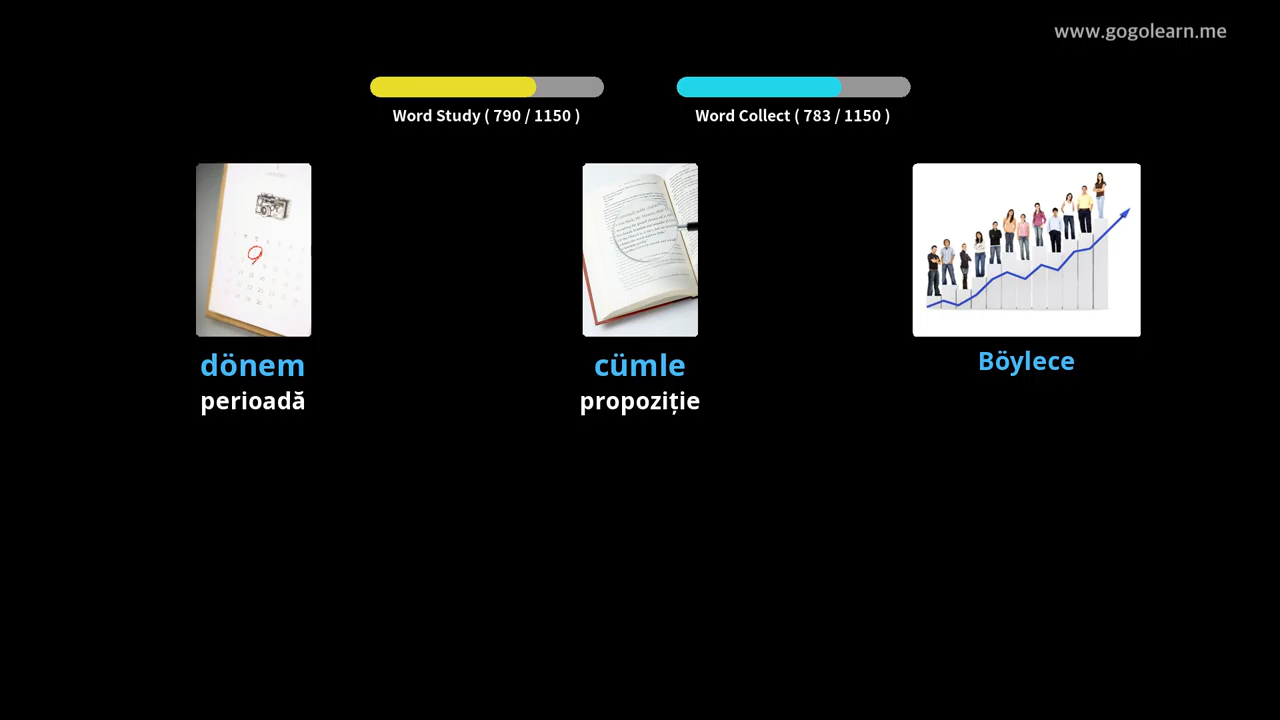 www.gogolearn.me
Word Study ( 790 / 1150 )
Word Collect ( 783 / 1150 )
dönem
perioadă
cümle
propoziție
Böylece